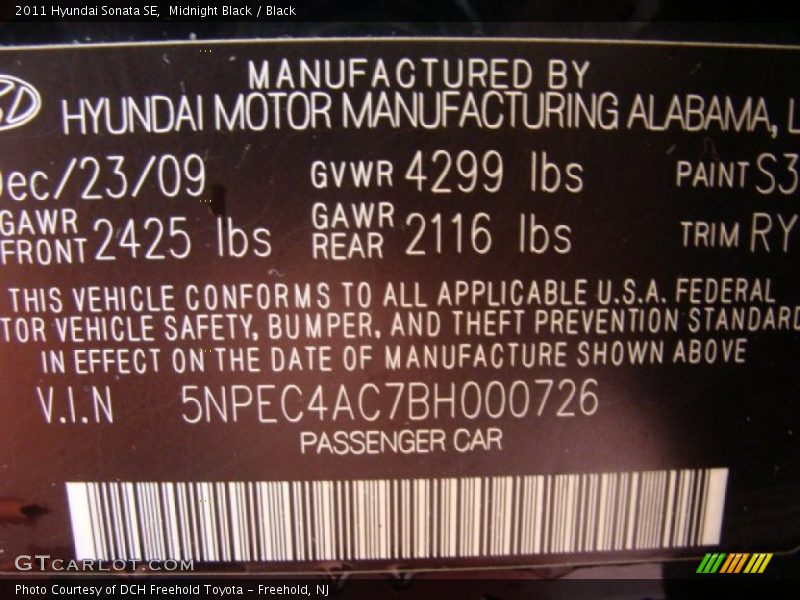 2011 Hyundai Sonata SE, Midnight Black / Black
MANUFACTURED BY
HYUNDAI MOTOR MANUFACTURING ALABAMA, L
Dec/23/09 GVWR 4299 lbs PAINT S3
GAWR FRONT 2425 lbs GAWR REAR 2116 lbs TRIM RY
THIS VEHICLE CONFORMS TO ALL APPLICABLE U.S.A. FEDERAL
TOR VEHICLE SAFETY, BUMPER, AND THEFT PREVENTION STANDARD
IN EFFECT ON THE DATE OF MANUFACTURE SHOWN ABOVE
V.I.N 5NPEC4AC7BH000726
PASSENGER CAR
GTCARLOT.COM
Photo Courtesy of DCH Freehold Toyota - Freehold, NJ